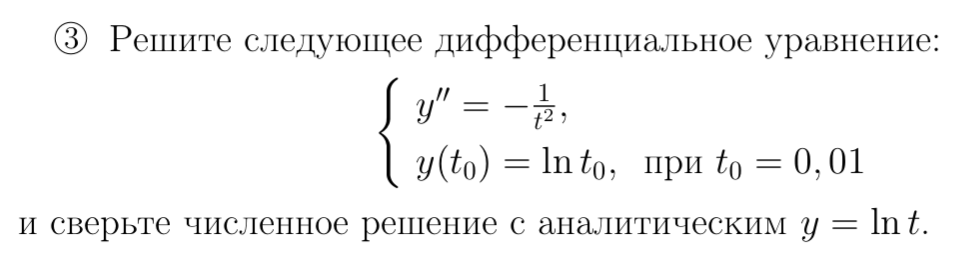 ③ Решите следующее дифференциальное уравнение:
{ y″ = −1/t²,
y(t₀) = ln t₀, при t₀ = 0,01
и сверьте численное решение с аналитическим y = ln t.